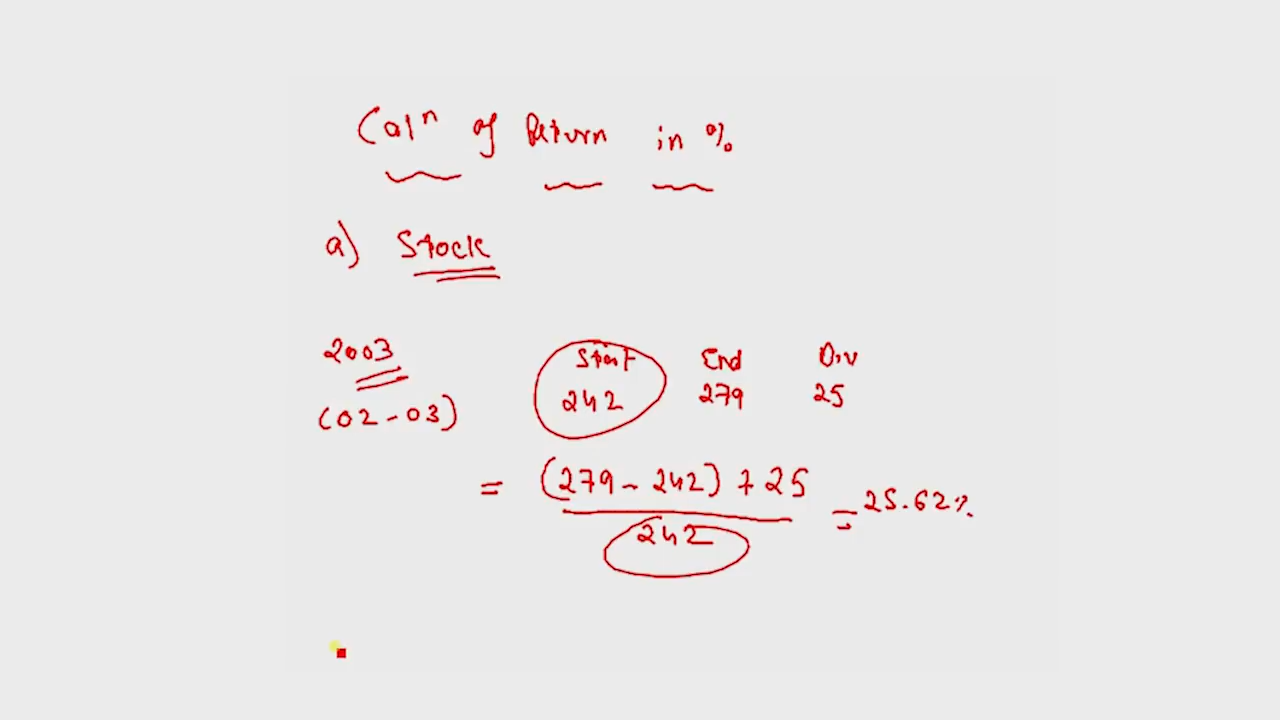 Calⁿ of Return in %
a) Stock
2003 Start End Div
(02-03) 242 279 25
= (279 - 242) + 25 = 25.62%
242